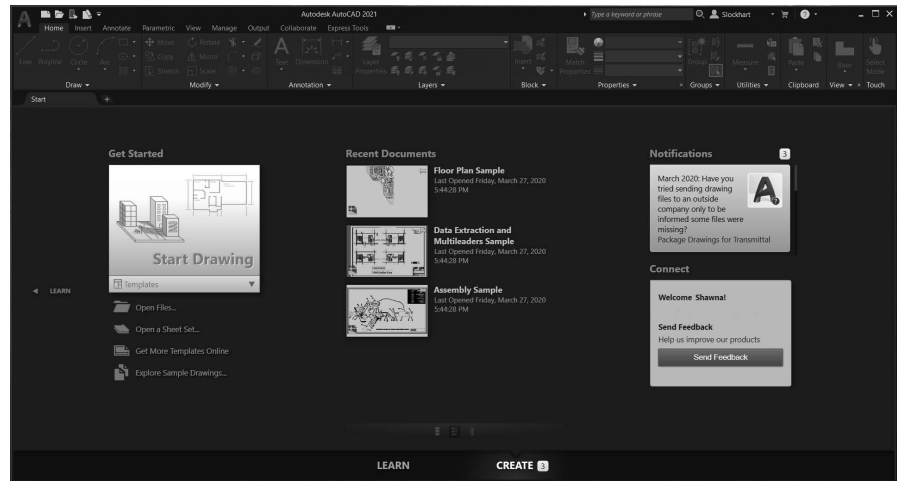 Autodesk AutoCAD 2021
Type a keyword or phrase
Slockhart
Home Insert Annotate Parametric View Manage Output Collaborate Express Tools
Line Polyline Circle Arc
Move Rotate
Copy Mirror
Stretch Scale
Text Dimension
Layer
Properties
Insert
Match
Properties
Group
Measure
Paste
Base
Select
Mode
Draw Modify Annotation Layers Block Properties Groups Utilities Clipboard View Touch
Start
Get Started
Start Drawing
Templates
Open Files...
Open a Sheet Set...
Get More Templates Online
Explore Sample Drawings...
LEARN
Recent Documents
Floor Plan Sample
Last Opened Friday, March 27, 2020
5:44:28 PM
Data Extraction and
Multileaders Sample
Last Opened Friday, March 27, 2020
5:44:28 PM
Assembly Sample
Last Opened Friday, March 27, 2020
5:44:28 PM
Notifications 3
March 2020: Have you
tried sending drawing
files to an outside
company only to be
informed some files were
missing?
Package Drawings for Transmittal
Connect
Welcome Shawna!
Send Feedback
Help us improve our products
Send Feedback
LEARN CREATE 3